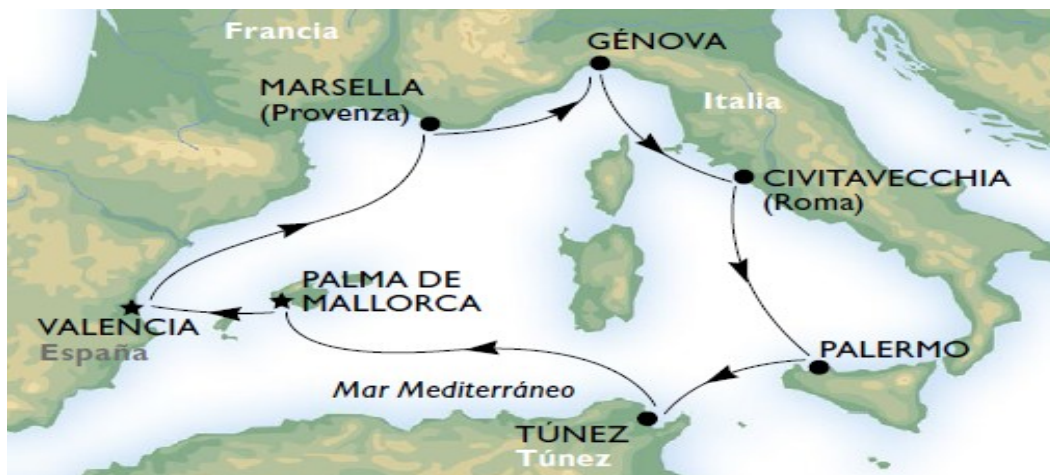 Francia
GÉNOVA
MARSELLA
(Provenza)
Italia
CIVITAVECCHIA
(Roma)
PALMA DE
MALLORCA
VALENCIA
España
PALERMO
Mar Mediterráneo
TÚNEZ
Túnez